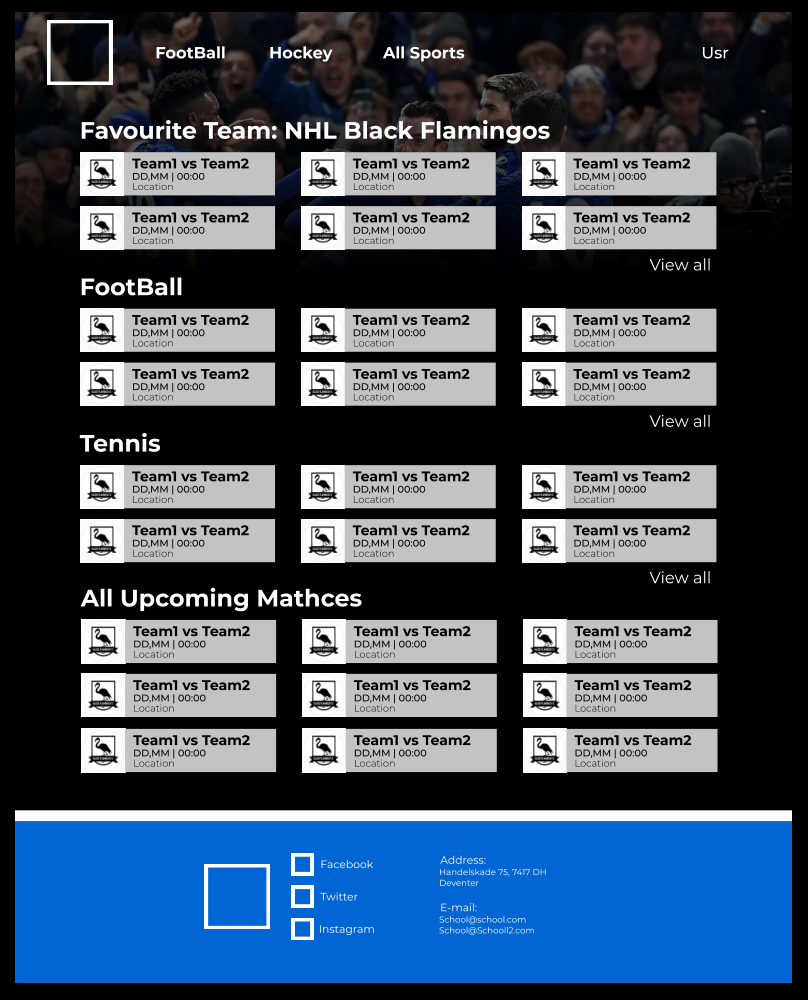 FootBall Hockey All Sports Usr
Favourite Team: NHL Black Flamingos
Team1 vs Team2 Team1 vs Team2 Team1 vs Team2
DD,MM | 00:00 DD,MM | 00:00 DD,MM | 00:00
Location Location Location
Team1 vs Team2 Team1 vs Team2 Team1 vs Team2
DD,MM | 00:00 DD,MM | 00:00 DD,MM | 00:00
Location Location Location
View all
FootBall
Team1 vs Team2 Team1 vs Team2 Team1 vs Team2
DD,MM | 00:00 DD,MM | 00:00 DD,MM | 00:00
Location Location Location
Team1 vs Team2 Team1 vs Team2 Team1 vs Team2
DD,MM | 00:00 DD,MM | 00:00 DD,MM | 00:00
Location Location Location
View all
Tennis
Team1 vs Team2 Team1 vs Team2 Team1 vs Team2
DD,MM | 00:00 DD,MM | 00:00 DD,MM | 00:00
Location Location Location
Team1 vs Team2 Team1 vs Team2 Team1 vs Team2
DD,MM | 00:00 DD,MM | 00:00 DD,MM | 00:00
Location Location Location
View all
All Upcoming Mathces
Team1 vs Team2 Team1 vs Team2 Team1 vs Team2
DD,MM | 00:00 DD,MM | 00:00 DD,MM | 00:00
Location Location Location
Team1 vs Team2 Team1 vs Team2 Team1 vs Team2
DD,MM | 00:00 DD,MM | 00:00 DD,MM | 00:00
Location Location Location
Team1 vs Team2 Team1 vs Team2 Team1 vs Team2
DD,MM | 00:00 DD,MM | 00:00 DD,MM | 00:00
Location Location Location
Facebook
Twitter
Instagram
Address:
Handelskade 75, 7417 DH
Deventer
E-mail:
School@school.com
School@Schooll2.com